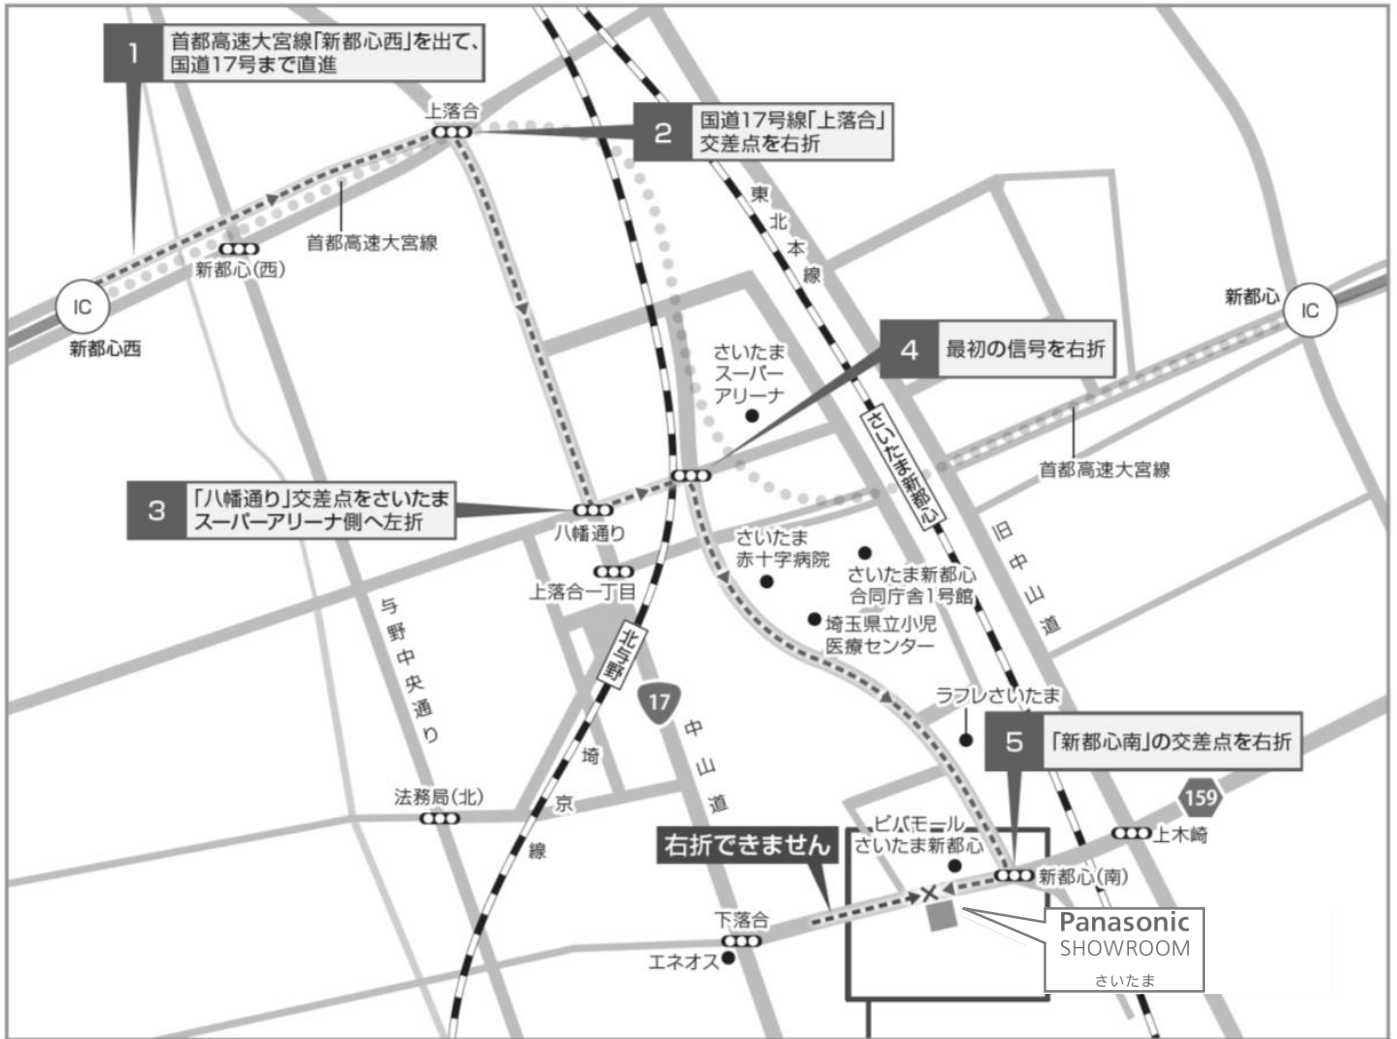 1
首都高速大宮線「新都心西」を出て、
国道17号まで直進
上落合
2
国道17号線「上落合」
交差点を右折
東北本線
首都高速大宮線
新都心(西)
IC
新都心西
新都心
IC
さいたま
スーパー
アリーナ
4
最初の信号を右折
さいたま新都心
首都高速大宮線
3
「八幡通り」交差点をさいたま
スーパーアリーナ側へ左折
八幡通り
さいたま
赤十字病院
旧中山道
上落合一丁目
さいたま新都心
合同庁舎1号館
与野中央通り
埼玉県立小児
医療センター
北与野
17
中山道
ラフレさいたま
5
「新都心南」の交差点を右折
埼京線
法務局(北)
159
上木崎
右折できません
ビバモール
さいたま新都心
新都心(南)
下落合
エネオス
Panasonic
SHOWROOM
さいたま